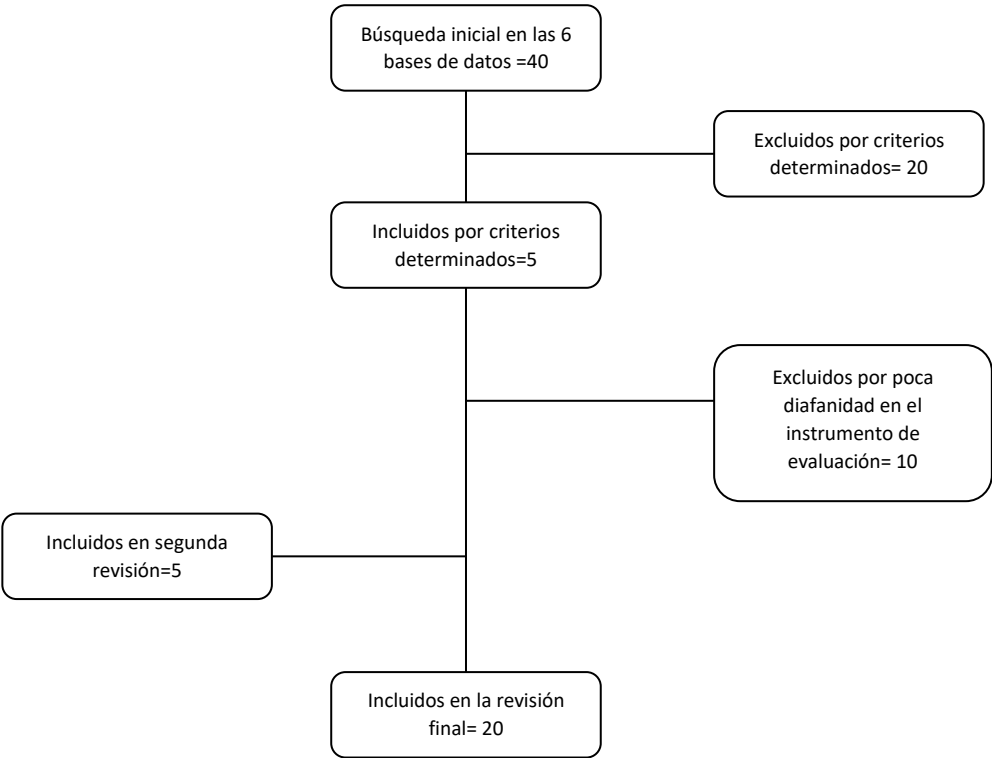 Búsqueda inicial en las 6
bases de datos =40
Excluidos por criterios
determinados= 20
Incluidos por criterios
determinados=5
Excluidos por poca
diafanidad en el
instrumento de
evaluación= 10
Incluidos en segunda
revisión=5
Incluidos en la revisión
final= 20